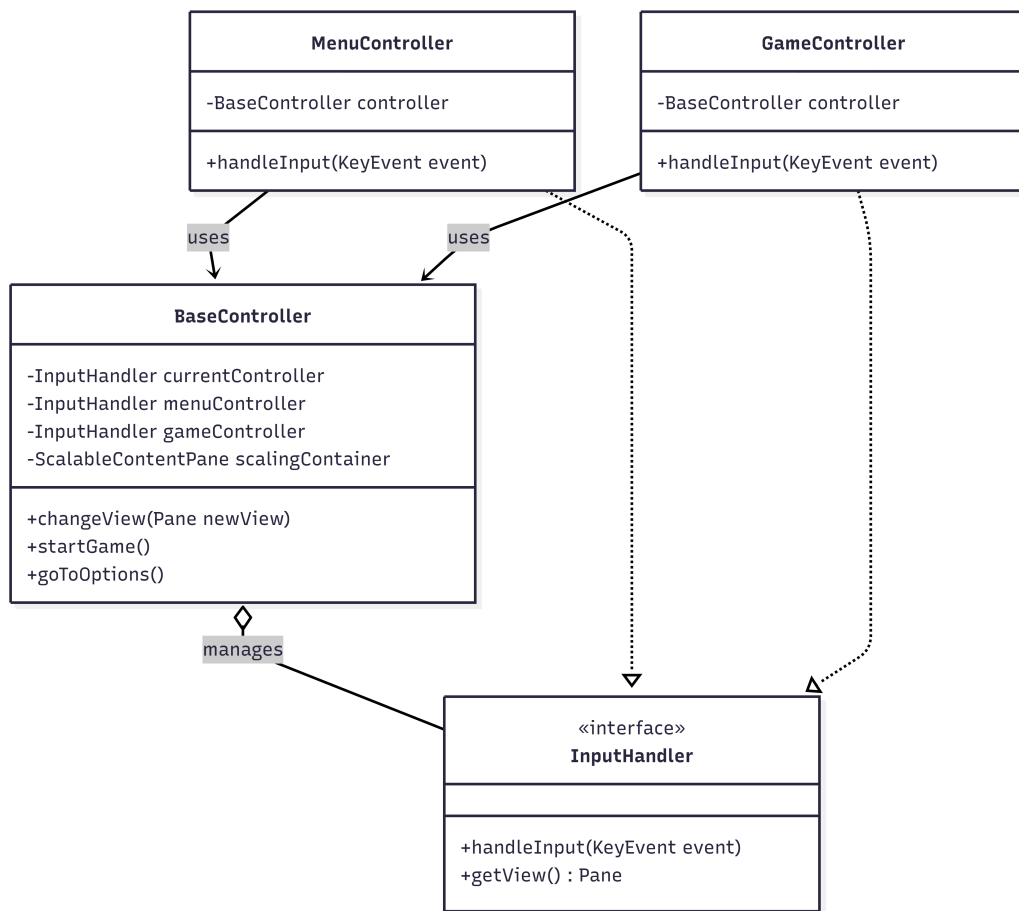 MenuController
-BaseController controller
+handleInput(KeyEvent event)
GameController
-BaseController controller
+handleInput(KeyEvent event)
uses
uses
BaseController
-InputHandler currentController
-InputHandler menuController
-InputHandler gameController
-ScalableContentPane scalingContainer
+changeView(Pane newView)
+startGame()
+goToOptions()
manages
«interface»
InputHandler
+handleInput(KeyEvent event)
+getView() : Pane